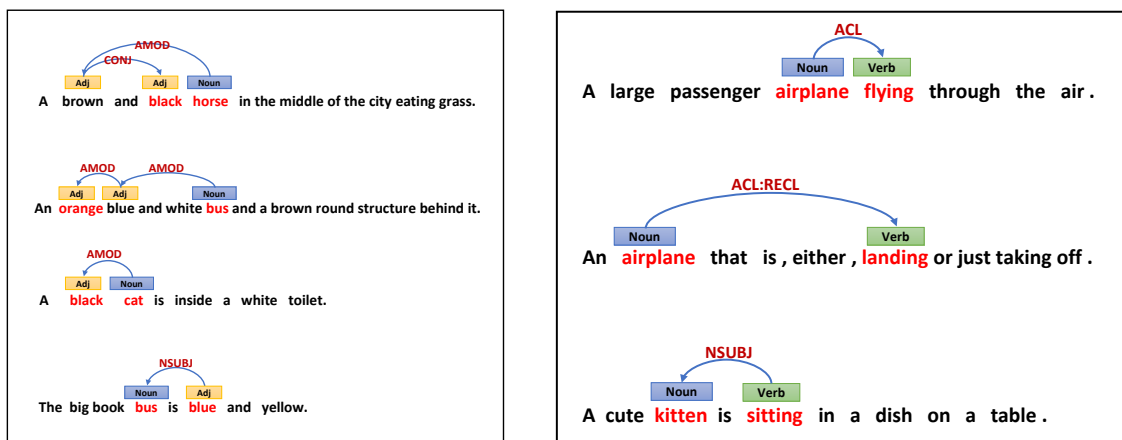 AMOD
CONJ
Adj Adj Noun
A brown and black horse in the middle of the city eating grass.
AMOD AMOD
Adj Adj Noun
An orange blue and white bus and a brown round structure behind it.
AMOD
Adj Noun
A black cat is inside a white toilet.
NSUBJ
Noun Adj
The big book bus is blue and yellow.
ACL
Noun Verb
A large passenger airplane flying through the air .
ACL:RECL
Noun Verb
An airplane that is , either , landing or just taking off .
NSUBJ
Noun Verb
A cute kitten is sitting in a dish on a table .